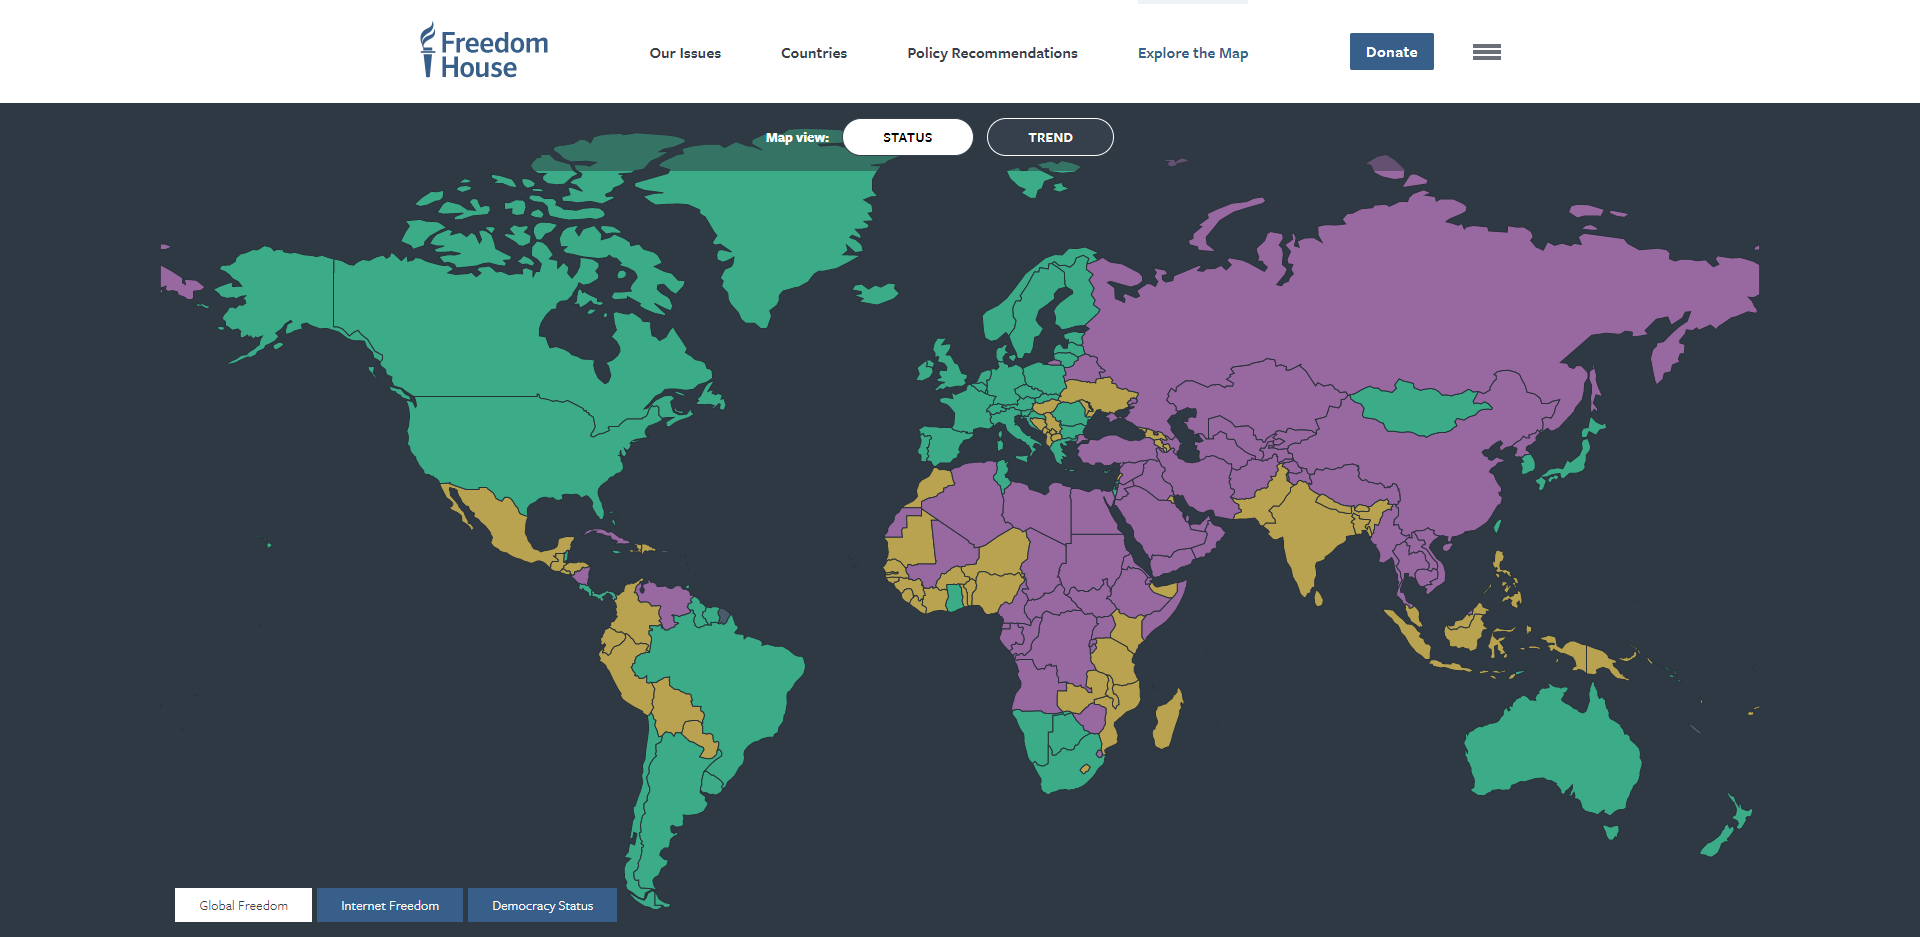 Freedom
House
Our Issues
Countries
Policy Recommendations
Explore the Map
Donate
Map view:
STATUS
TREND
Global Freedom
Internet Freedom
Democracy Status